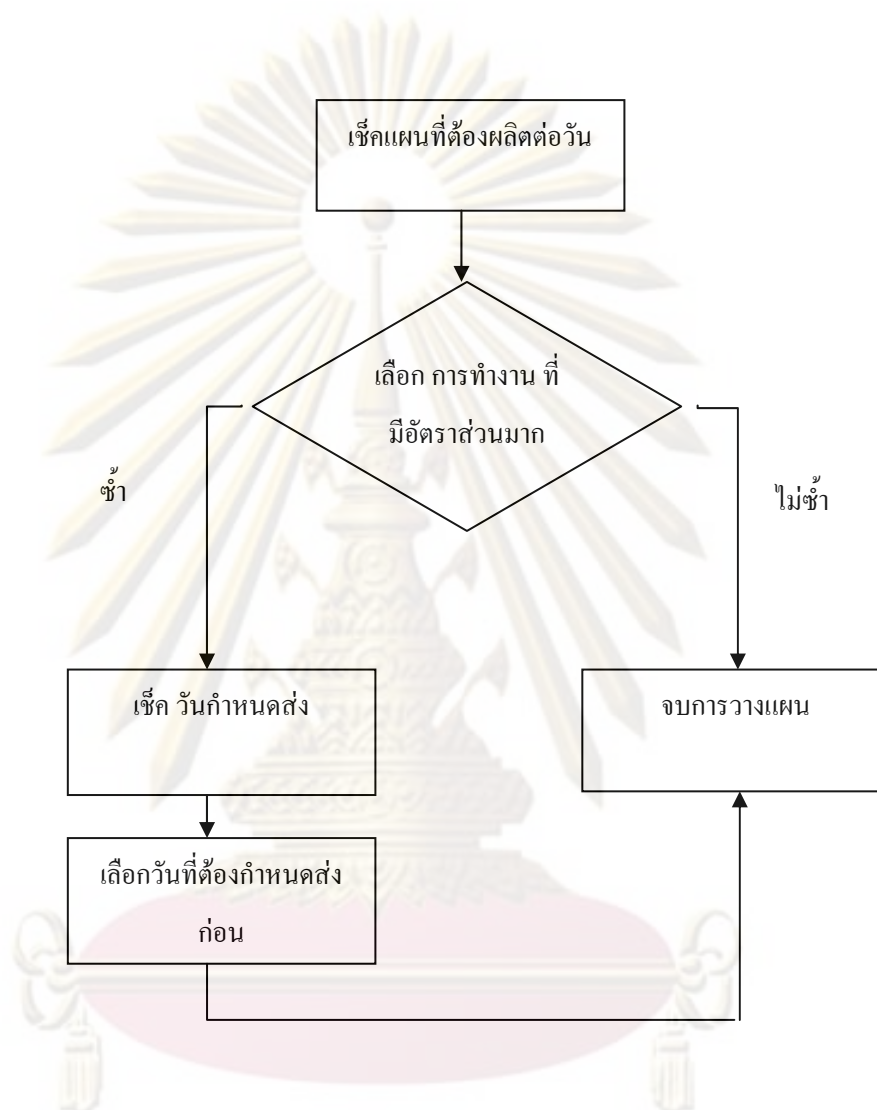 เช็คแผนที่ต้องผลิตต่อวัน
เลือก การทำงาน ที่
มีอัตราส่วนมาก
ซ้ำ
ไม่ซ้ำ
เช็ค วันกำหนดส่ง
จบการวางแผน
เลือกวันที่ต้องกำหนดส่ง
ก่อน